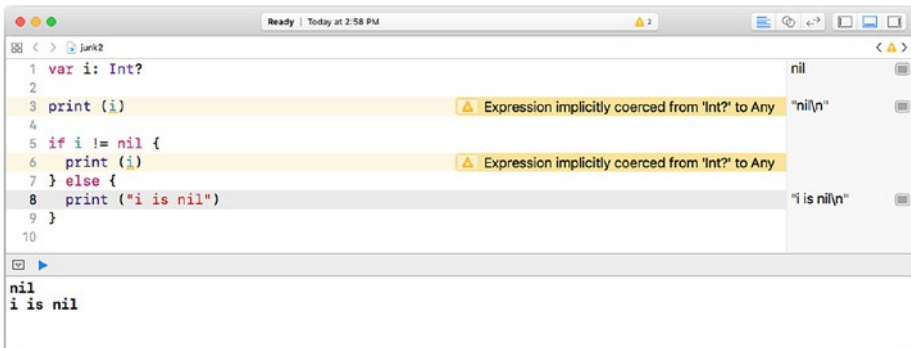 Ready | Today at 2:58 PM 2
junk2
1 var i: Int? nil
2
3 print (i) Expression implicitly coerced from 'Int?' to Any "nil\n"
4
5 if i != nil {
6 print (i) Expression implicitly coerced from 'Int?' to Any
7 } else {
8 print ("i is nil") "i is nil\n"
9 }
10
nil
i is nil